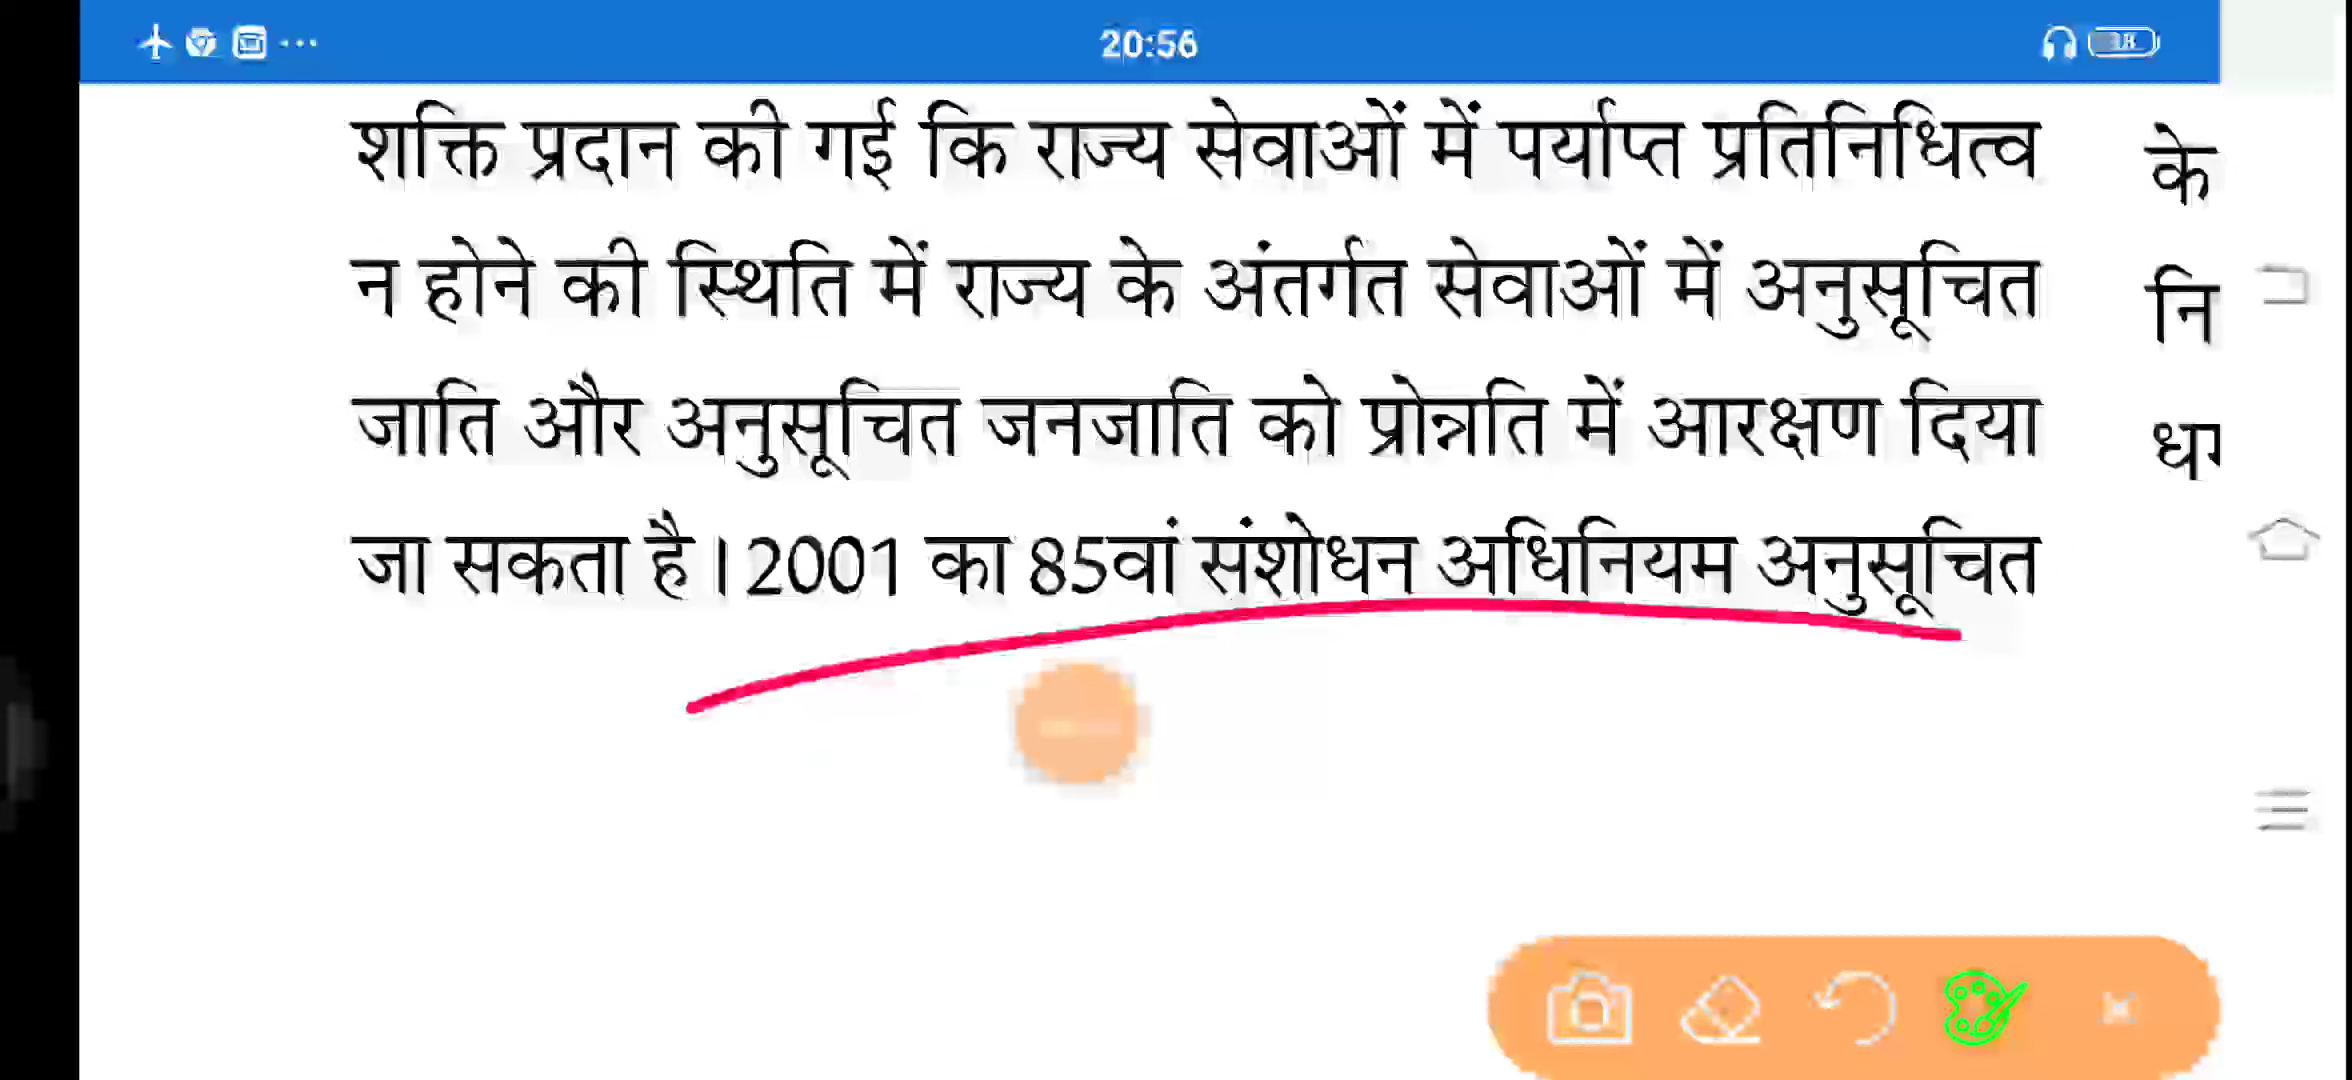 20:56
18
शक्ति प्रदान की गई कि राज्य सेवाओं में पर्याप्त प्रतिनिधित्व
न होने की स्थिति में राज्य के अंतर्गत सेवाओं में अनुसूचित
जाति और अनुसूचित जनजाति को प्रोन्नति में आरक्षण दिया
जा सकता है। 2001 का 85वां संशोधन अधिनियम अनुसूचित
के
नि